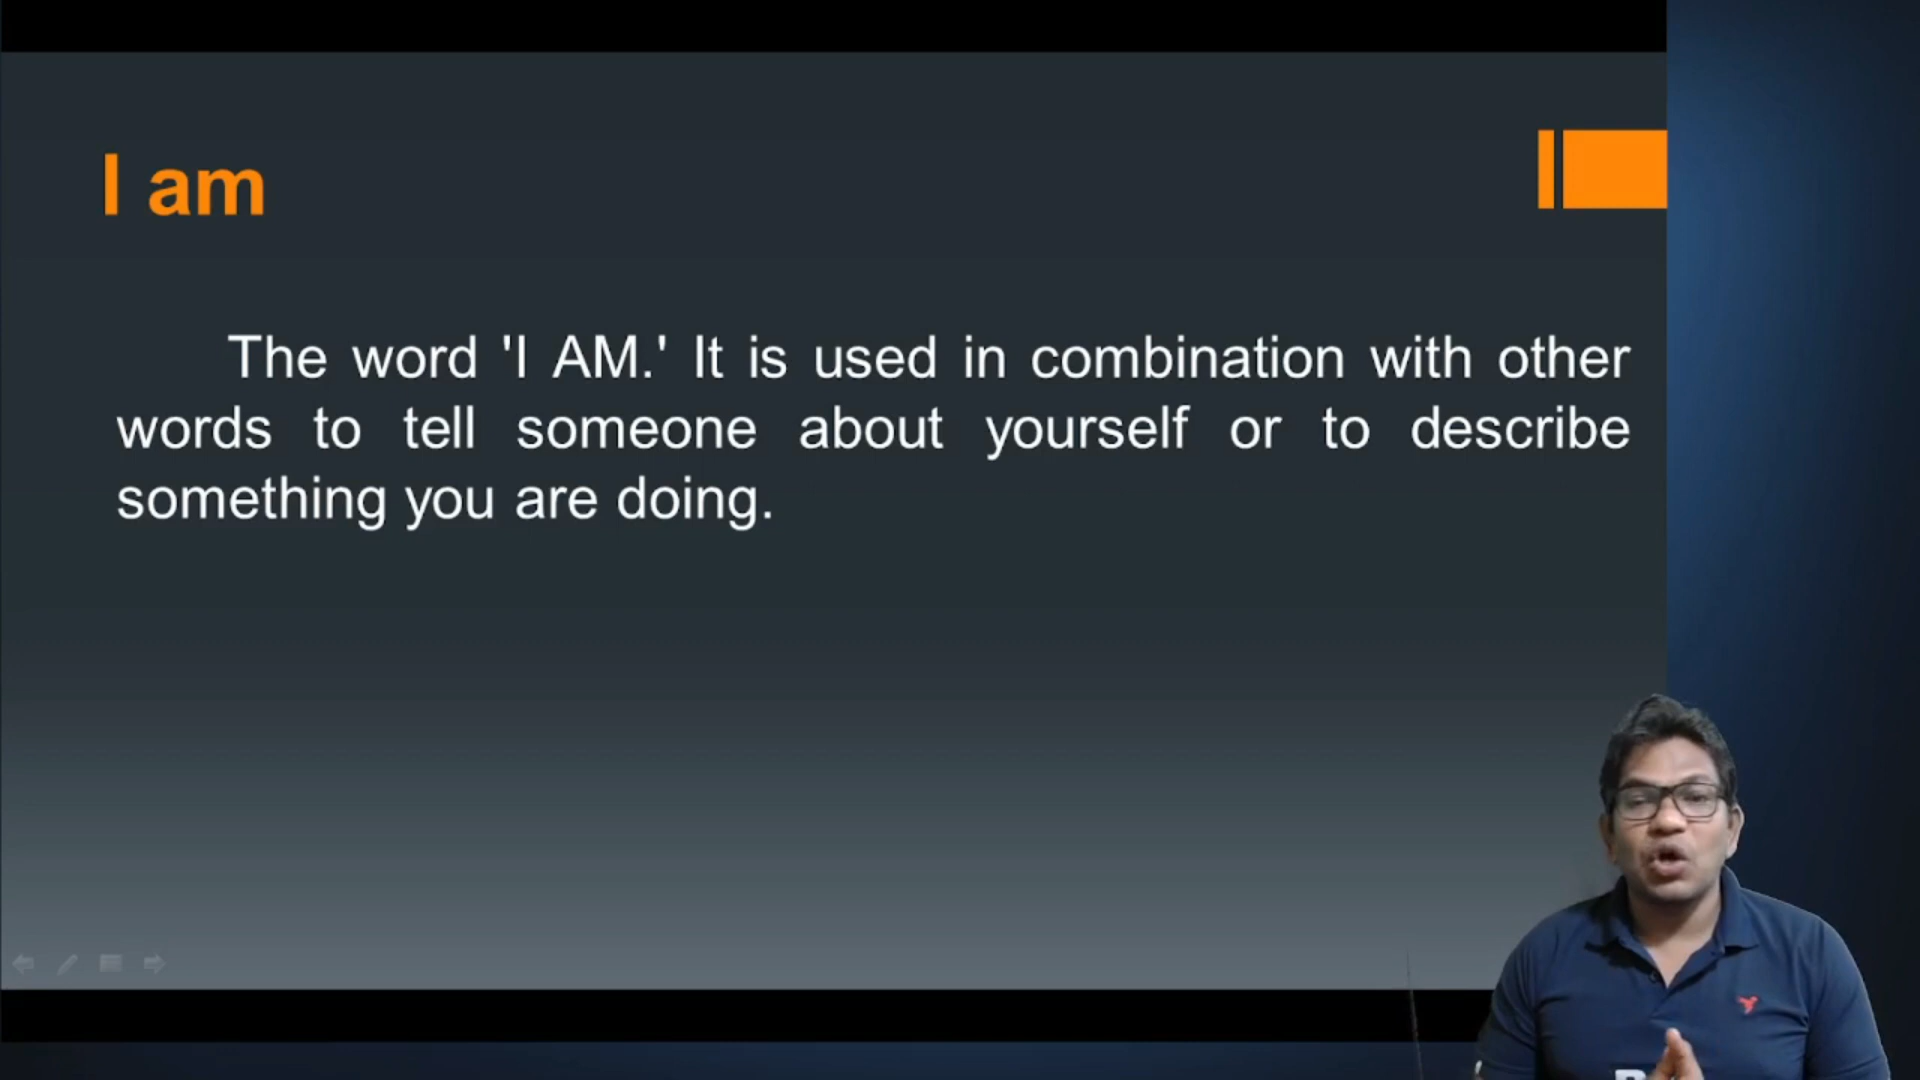 I am
The word 'I AM.' It is used in combination with other
words to tell someone about yourself or to describe
something you are doing.